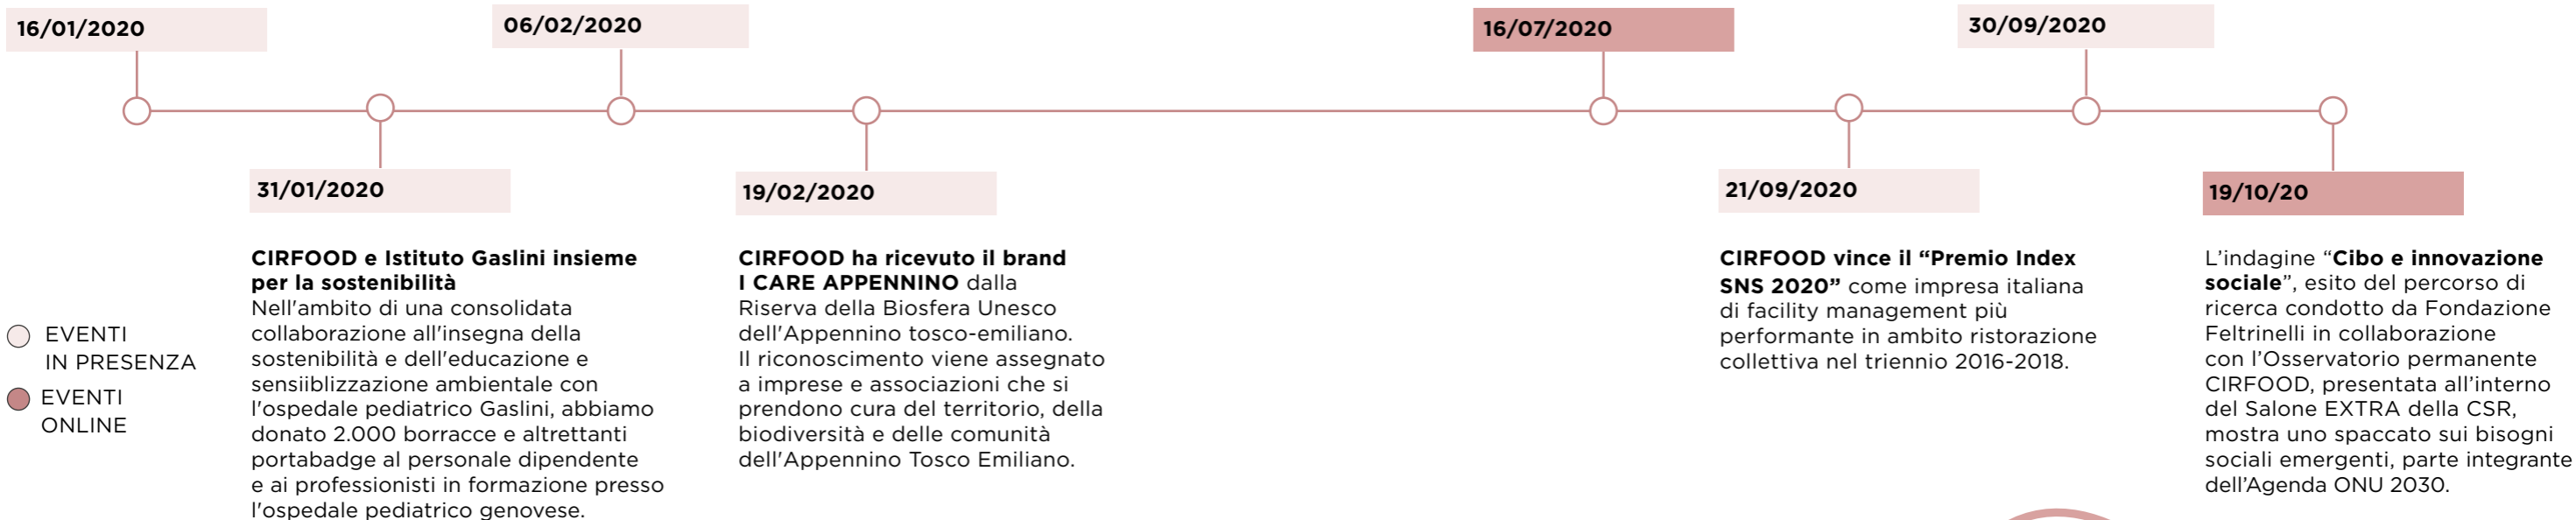 16/01/2020
06/02/2020
16/07/2020
30/09/2020
31/01/2020
19/02/2020
21/09/2020
19/10/20
EVENTI
IN PRESENZA
EVENTI
ONLINE
CIRFOOD e Istituto Gaslini insieme
per la sostenibilità
Nell'ambito di una consolidata
collaborazione all'insegna della
sostenibilità e dell'educazione e
sensiiblizzazione ambientale con
l'ospedale pediatrico Gaslini, abbiamo
donato 2.000 borracce e altrettanti
portabadge al personale dipendente
e ai professionisti in formazione presso
l'ospedale pediatrico genovese.
CIRFOOD ha ricevuto il brand
I CARE APPENNINO dalla
Riserva della Biosfera Unesco
dell'Appennino tosco-emiliano.
Il riconoscimento viene assegnato
a imprese e associazioni che si
prendono cura del territorio, della
biodiversità e delle comunità
dell'Appennino Tosco Emiliano.
CIRFOOD vince il “Premio Index
SNS 2020” come impresa italiana
di facility management più
performante in ambito ristorazione
collettiva nel triennio 2016-2018.
L’indagine “Cibo e innovazione
sociale”, esito del percorso di
ricerca condotto da Fondazione
Feltrinelli in collaborazione
con l’Osservatorio permanente
CIRFOOD, presentata all’interno
del Salone EXTRA della CSR,
mostra uno spaccato sui bisogni
sociali emergenti, parte integrante
dell’Agenda ONU 2030.